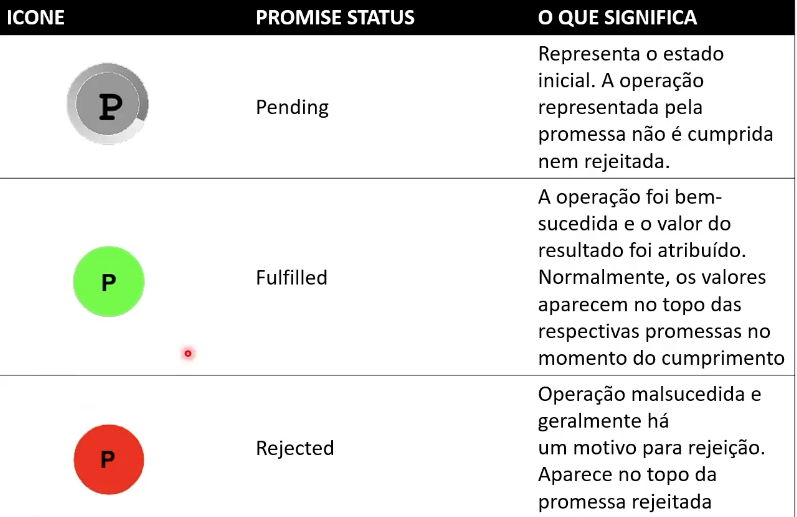 ICONE PROMISE STATUS O QUE SIGNIFICA
P
Pending
Representa o estado
inicial. A operação
representada pela
promessa não é cumprida
nem rejeitada.
P
Fulfilled
A operação foi bem-
sucedida e o valor do
resultado foi atribuído.
Normalmente, os valores
aparecem no topo das
respectivas promessas no
momento do cumprimento
P
Rejected
Operação malsucedida e
geralmente há
um motivo para rejeição.
Aparece no topo da
promessa rejeitada